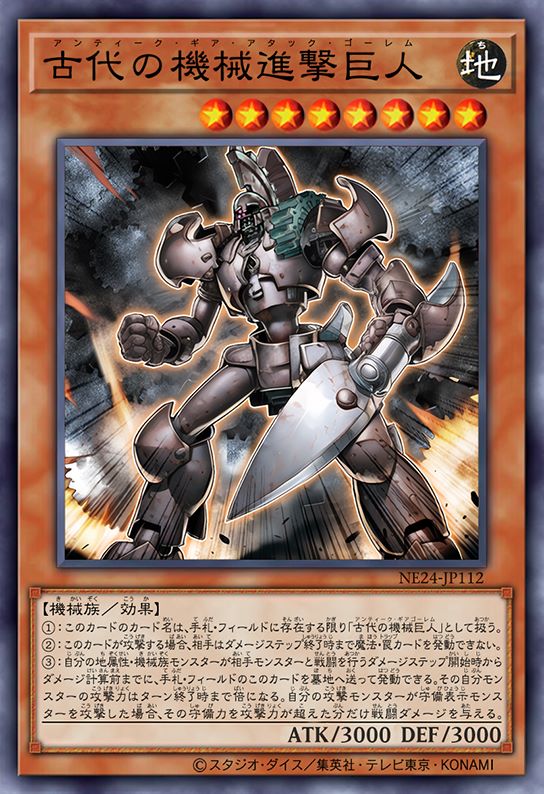 アンティーク・ギア・アタック・ゴーレム
古代の機械進撃巨人
ち
地
NE24-JP112
きかいぞく こうか
【機械族／効果】
①：このカードのカード名は、手札・フィールドに存在する限り「古代の機械巨人」として扱う。
②：このカードが攻撃する場合、相手はダメージステップ終了時まで魔法・罠カードを発動できない。
③：自分の地属性・機械族モンスターが相手モンスターと戦闘を行うダメージステップ開始時から
ダメージ計算前までに、手札・フィールドのこのカードを墓地へ送って発動できる。その自分モン
スターの攻撃力はターン終了時まで倍になる。自分の攻撃モンスターが守備表示モンス
ターを攻撃した場合、その守備力を攻撃力が超えた分だけ戦闘ダメージを与える。
ATK/3000 DEF/3000
©スタジオ・ダイス／集英社・テレビ東京・KONAMI